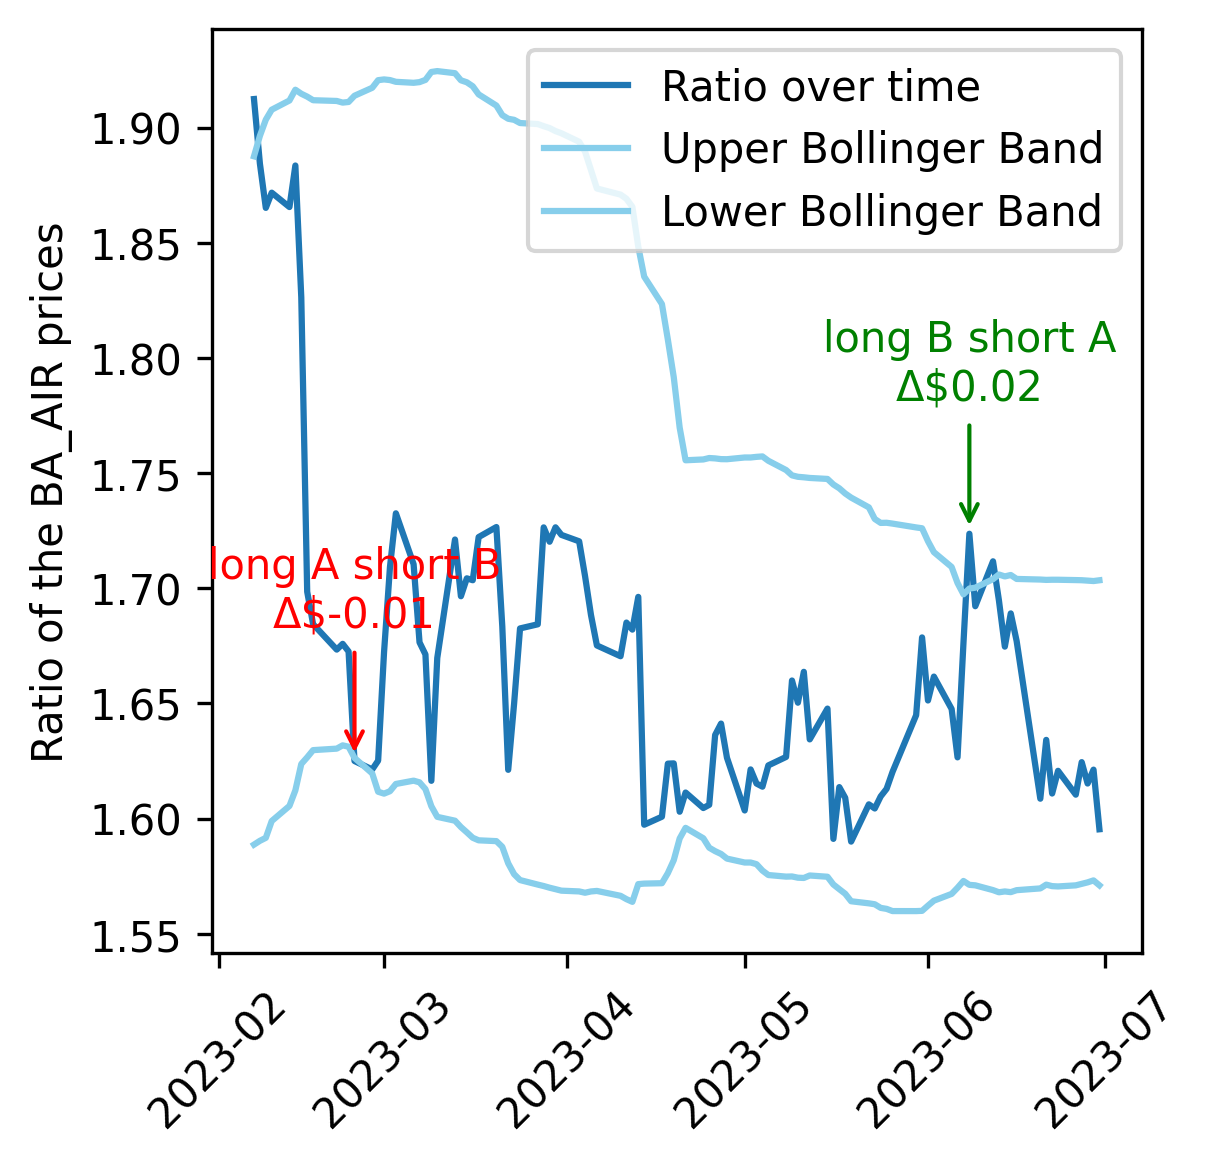 Ratio over time
Upper Bollinger Band
Lower Bollinger Band
Ratio of the BA_AIR prices
1.90
1.85
1.80
1.75
1.70
1.65
1.60
1.55
long B short A
Δ$0.02
long A short B
Δ$-0.01
2023-02
2023-03
2023-04
2023-05
2023-06
2023-07